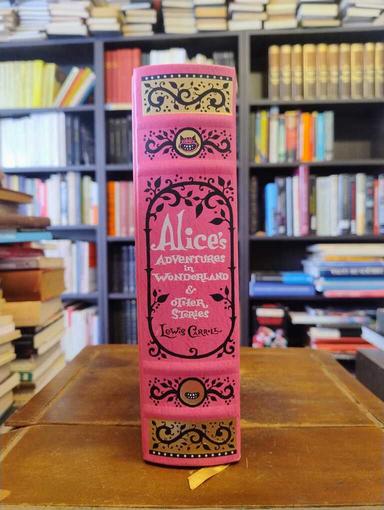 Alice's
ADVENTURES
in
WONDERLAND
&
OTHER
STORIES
Lewis Carroll